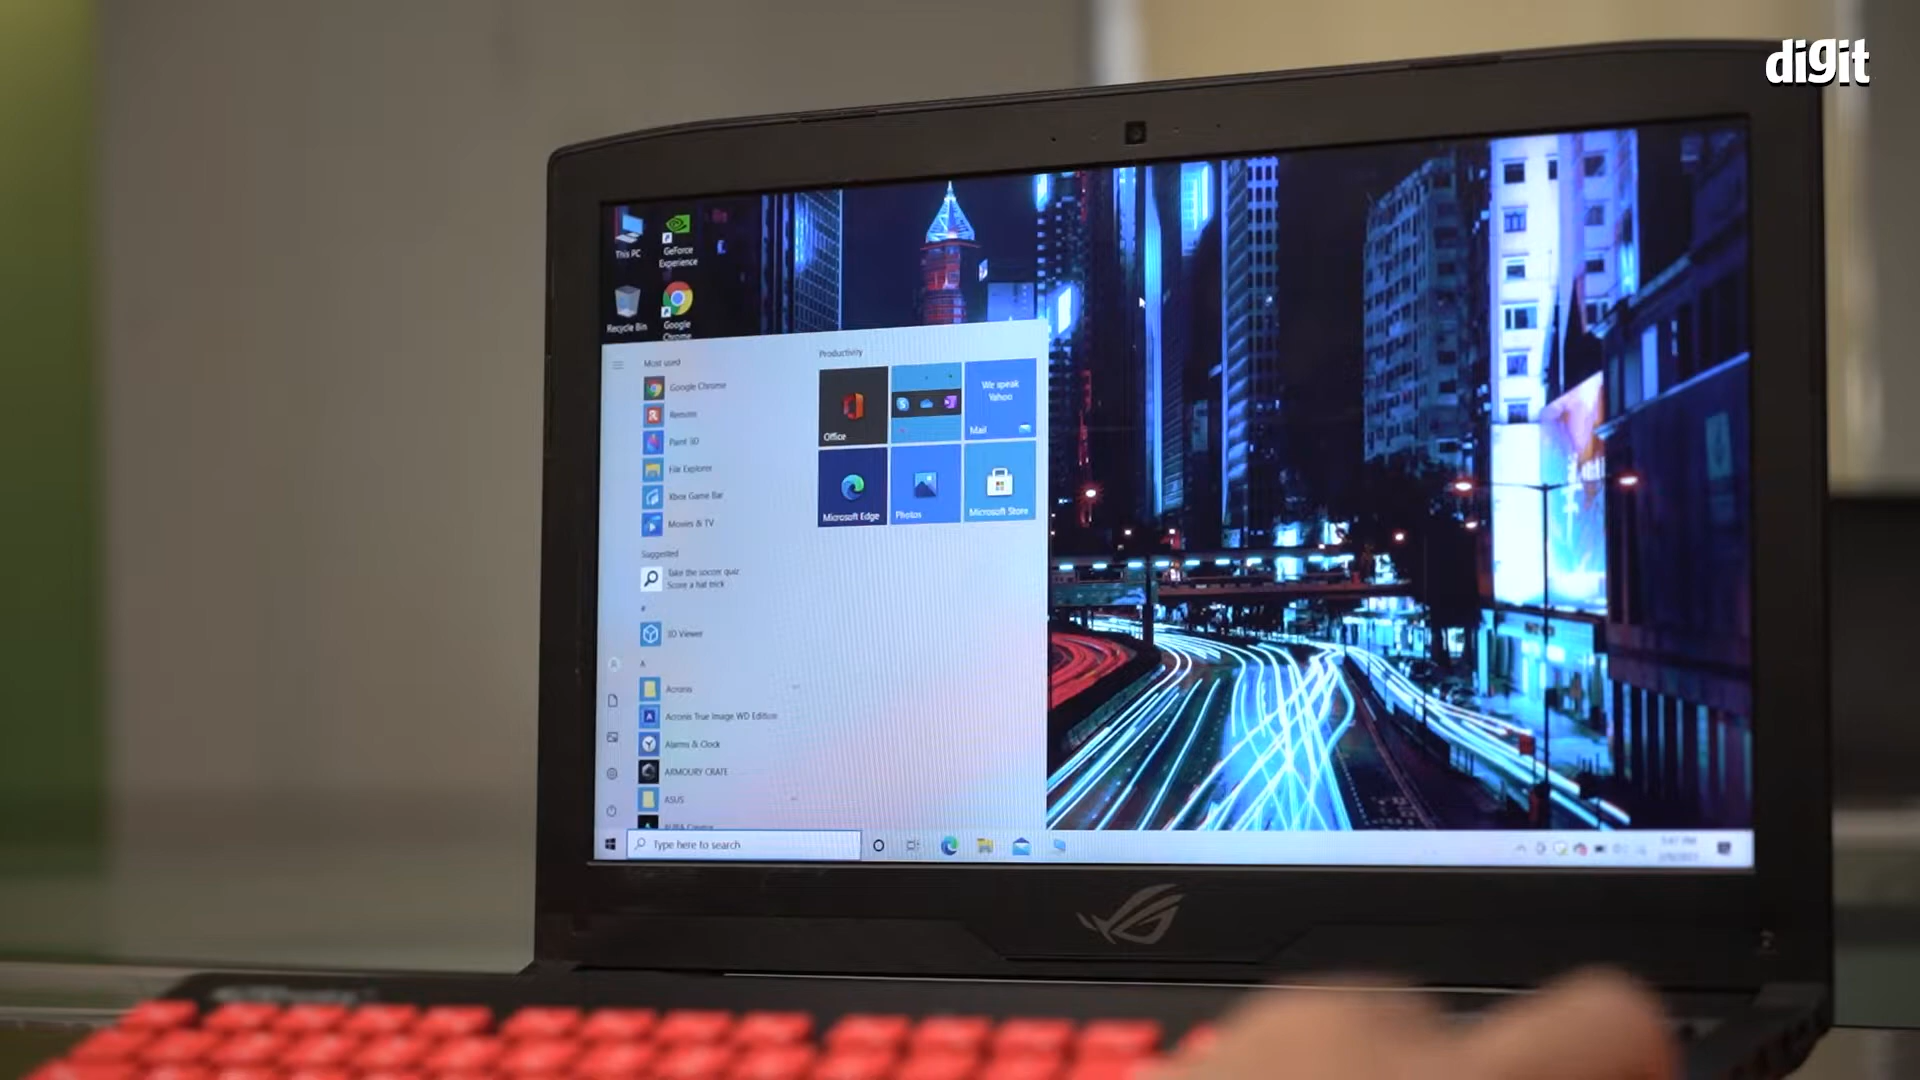 digit
This PC
GeForce
Experience
Recycle Bin
Google
Chrome
Most used
Google Chrome
Remote
Paint 3D
File Explorer
Xbox Game Bar
Movies & TV
Suggested
Take the soccer quiz
Score a hat trick
#
3D Viewer
A
Acronis
Acronis True Image WD Edition
Alarms & Clock
ARMOURY CRATE
ASUS
Productivity
Office
We speak
Yahoo
Mail
Microsoft Edge
Photos
Microsoft Store
Type here to search